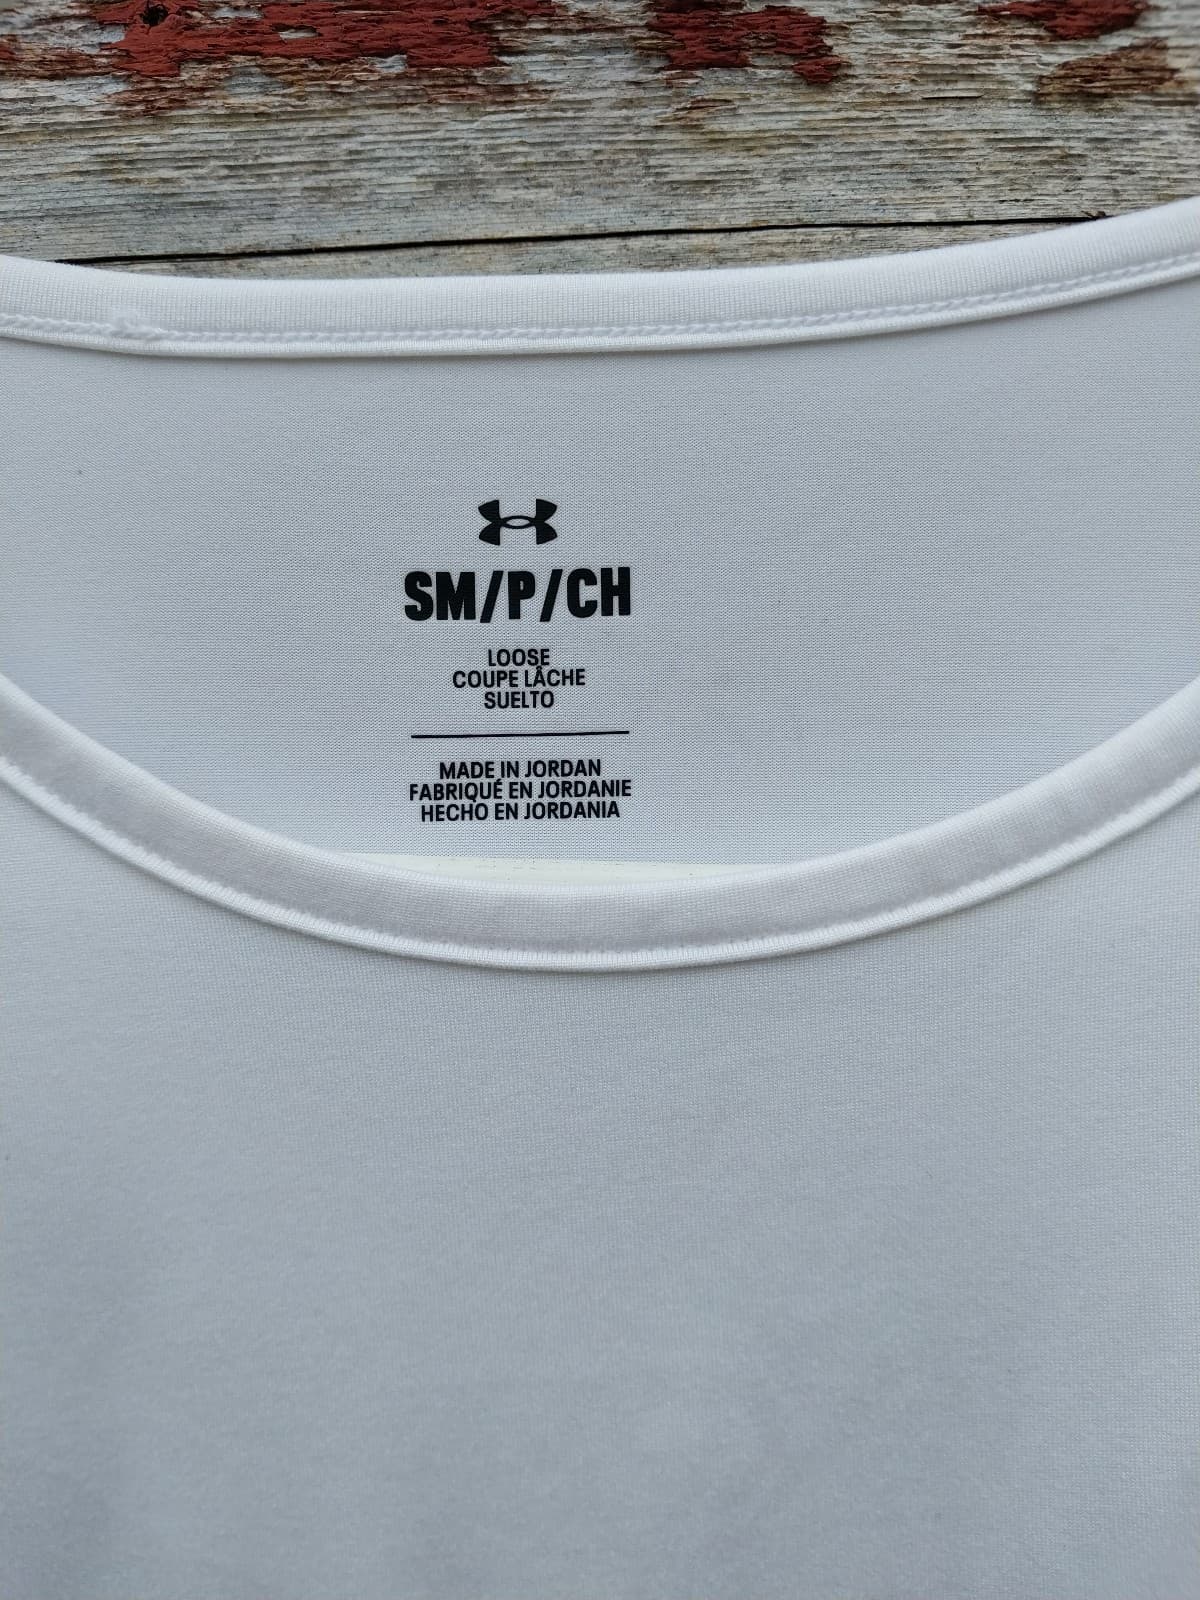 SM/P/CH
LOOSE
COUPE LÂCHE
SUELTO
MADE IN JORDAN
FABRIQUÉ EN JORDANIE
HECHO EN JORDANIA